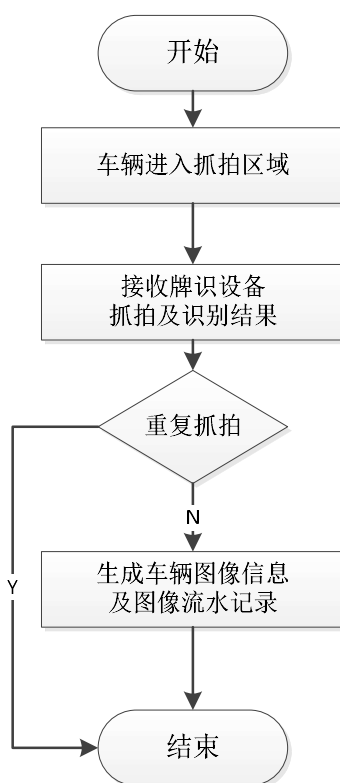 开始
车辆进入抓拍区域
接收牌识设备
抓拍及识别结果
重复抓拍
N
Y
生成车辆图像信息
及图像流水记录
结束